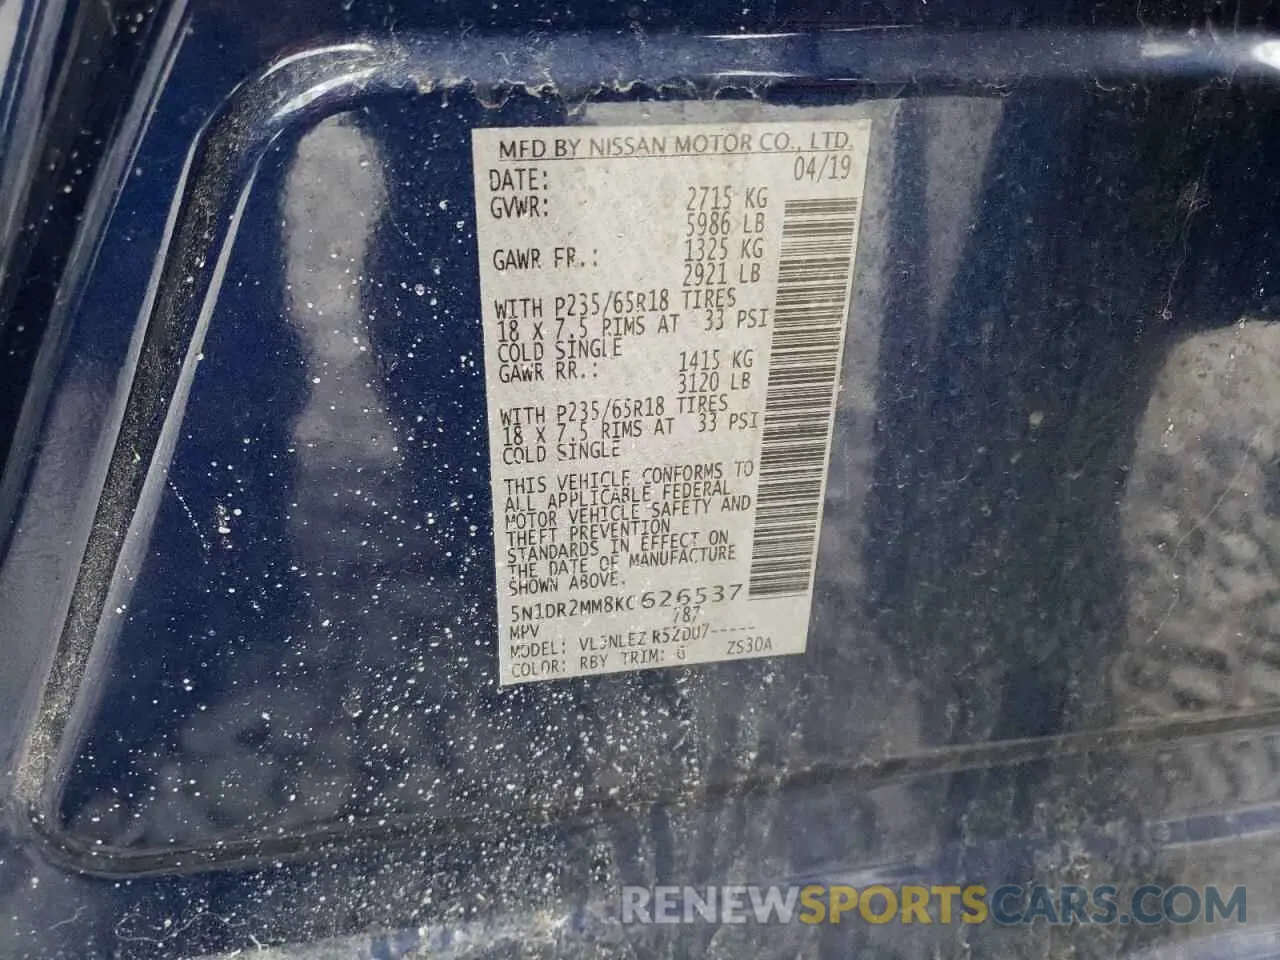 MFD BY NISSAN MOTOR CO., LTD.
DATE: 04/19
GVWR: 2715 KG
5986 LB
GAWR FR.: 1325 KG
2921 LB
WITH P235/65R18 TIRES
18 X 7.5 RIMS AT 33 PSI
COLD SINGLE
GAWR RR.: 1415 KG
3120 LB
WITH P235/65R18 TIRES
18 X 7.5 RIMS AT 33 PSI
COLD SINGLE
THIS VEHICLE CONFORMS TO
ALL APPLICABLE FEDERAL
MOTOR VEHICLE SAFETY AND
THEFT PREVENTION
STANDARDS IN EFFECT ON
THE DATE OF MANUFACTURE
SHOWN ABOVE.
5N1DR2MM8KC626537
MPV 787
MODEL: R52DU7-----
COLOR: RBY TRIM: G ZS30A
RENEWSPORTSCARS.COM